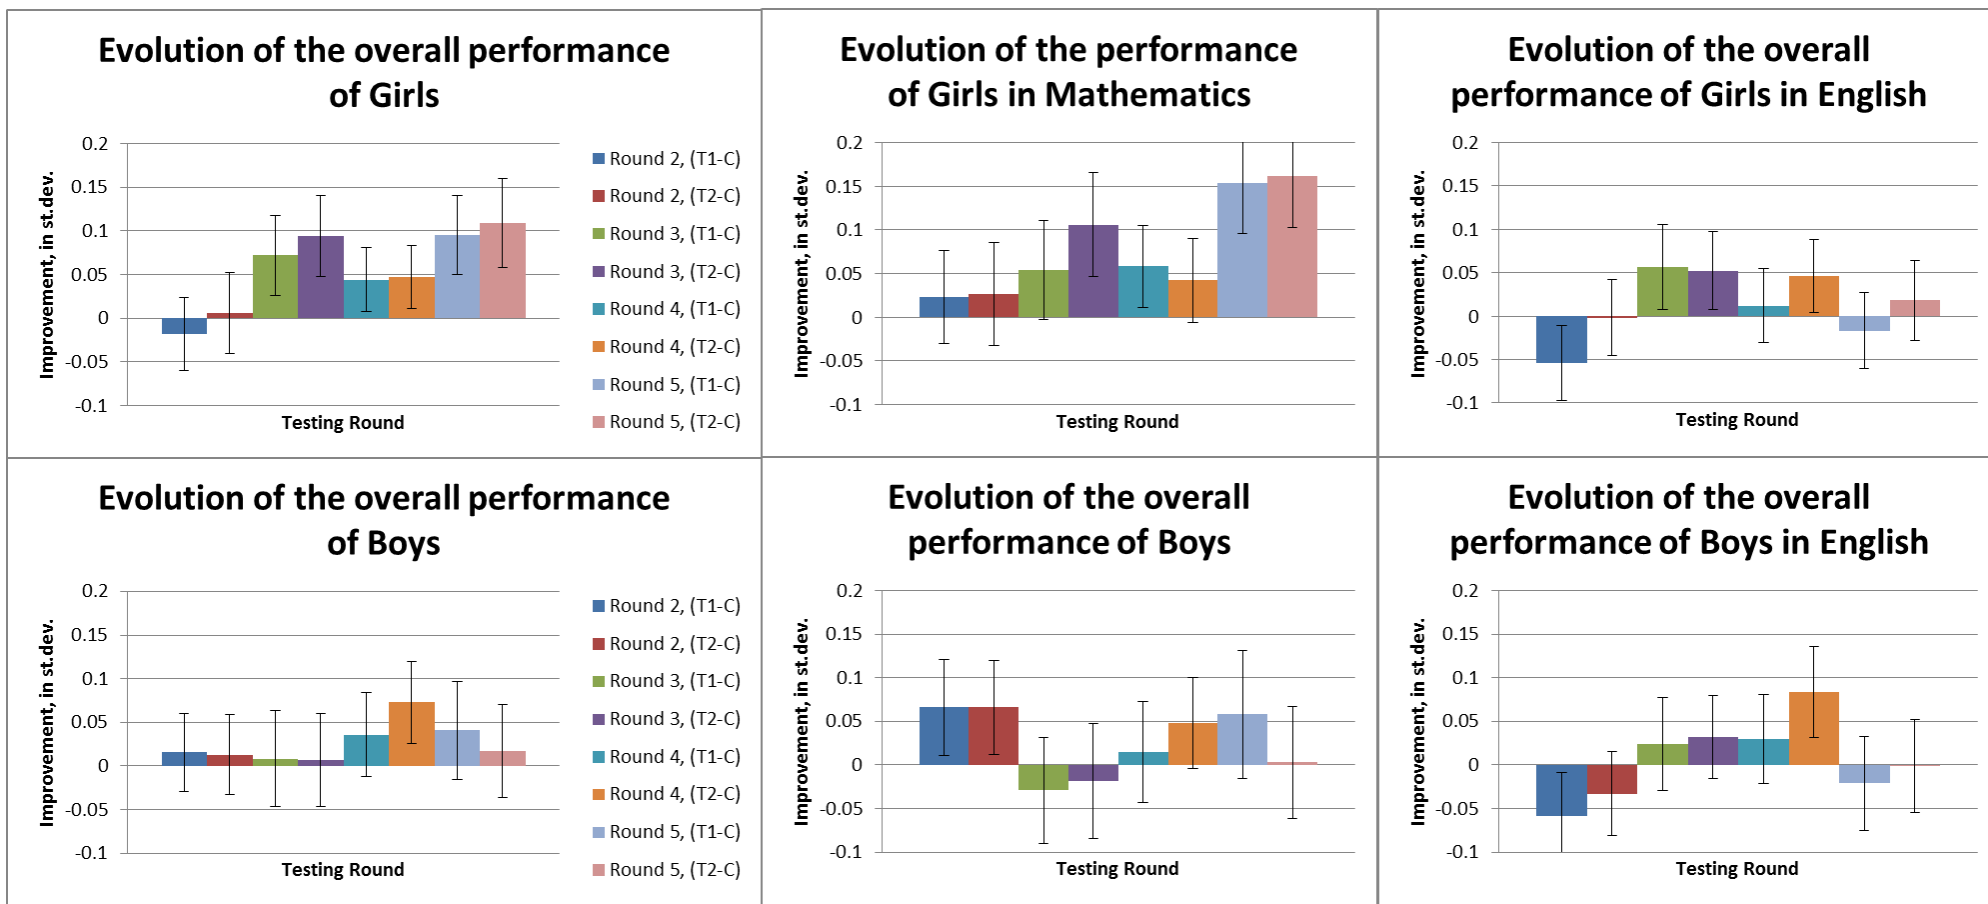 Evolution of the overall performance
of Girls
0.2
0.15
0.1
0.05
0
-0.05
-0.1
Improvement, in st.dev.
Testing Round
Round 2, (T1-C)
Round 2, (T2-C)
Round 3, (T1-C)
Round 3, (T2-C)
Round 4, (T1-C)
Round 4, (T2-C)
Round 5, (T1-C)
Round 5, (T2-C)
Evolution of the performance
of Girls in Mathematics
0.2
0.15
0.1
0.05
0
-0.05
-0.1
Improvement, in st.dev.
Testing Round
Evolution of the overall
performance of Girls in English
0.2
0.15
0.1
0.05
0
-0.05
-0.1
Improvement, in st.dev.
Testing Round
Evolution of the overall performance
of Boys
0.2
0.15
0.1
0.05
0
-0.05
-0.1
Improvement, in st.dev.
Testing Round
Round 2, (T1-C)
Round 2, (T2-C)
Round 3, (T1-C)
Round 3, (T2-C)
Round 4, (T1-C)
Round 4, (T2-C)
Round 5, (T1-C)
Round 5, (T2-C)
Evolution of the overall
performance of Boys
0.2
0.15
0.1
0.05
0
-0.05
-0.1
Improvement, in st.dev.
Testing Round
Evolution of the overall
performance of Boys in English
0.2
0.15
0.1
0.05
0
-0.05
-0.1
Improvement, in st.dev.
Testing Round